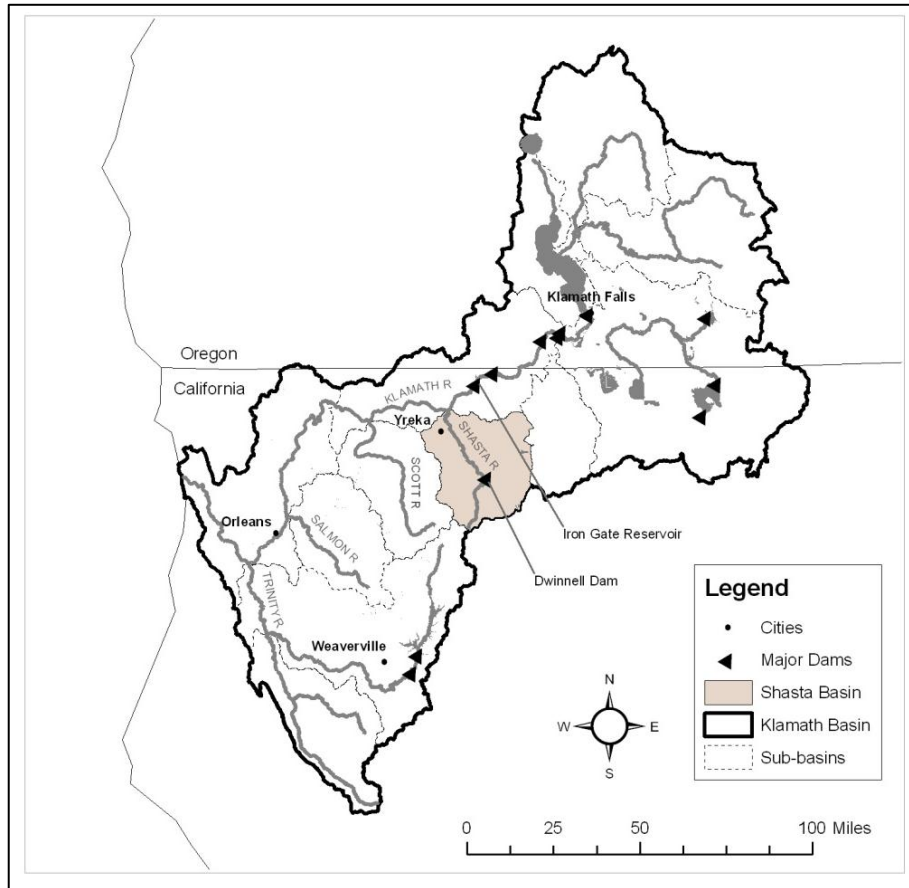 Klamath Falls
Oregon
California
KLAMATH R
Yreka
SHASTA R
SCOTT R
Orleans
SALMON R
Iron Gate Reservoir
Dwinnell Dam
TRINITY R
Weaverville
Legend
Cities
Major Dams
Shasta Basin
Klamath Basin
Sub-basins
N
W E
S
0 25 50 100 Miles